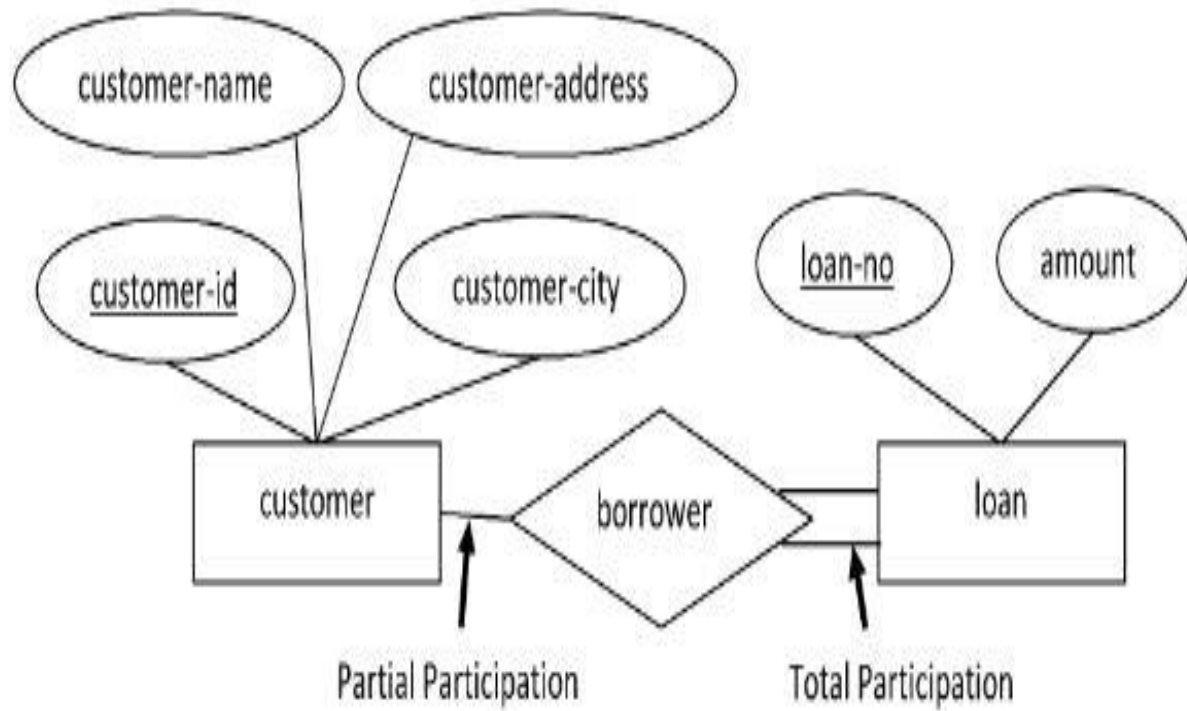 customer-name
customer-address
customer-id
customer-city
loan-no
amount
customer
borrower
loan
Partial Participation
Total Participation